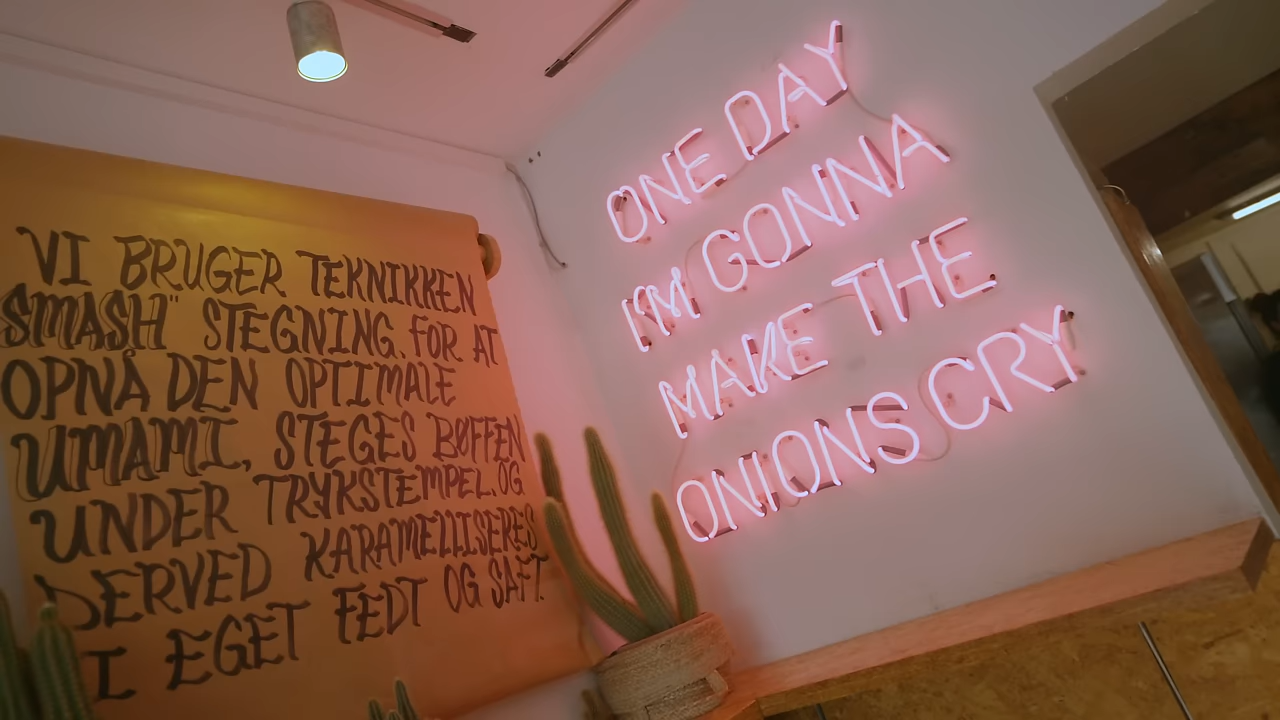 VI BRUGER TEKNIKKEN
SMASH" STEGNING. FOR AT
OPNÅ DEN OPTIMALE
UMAMI, STEGES BØFFEN
UNDER TRYKSTEMPEL. OG
DERVED KARAMELLISERES
I EGET FEDT OG SAFT.
ONE DAY
I'M GONNA
MAKE THE
ONIONS CRY